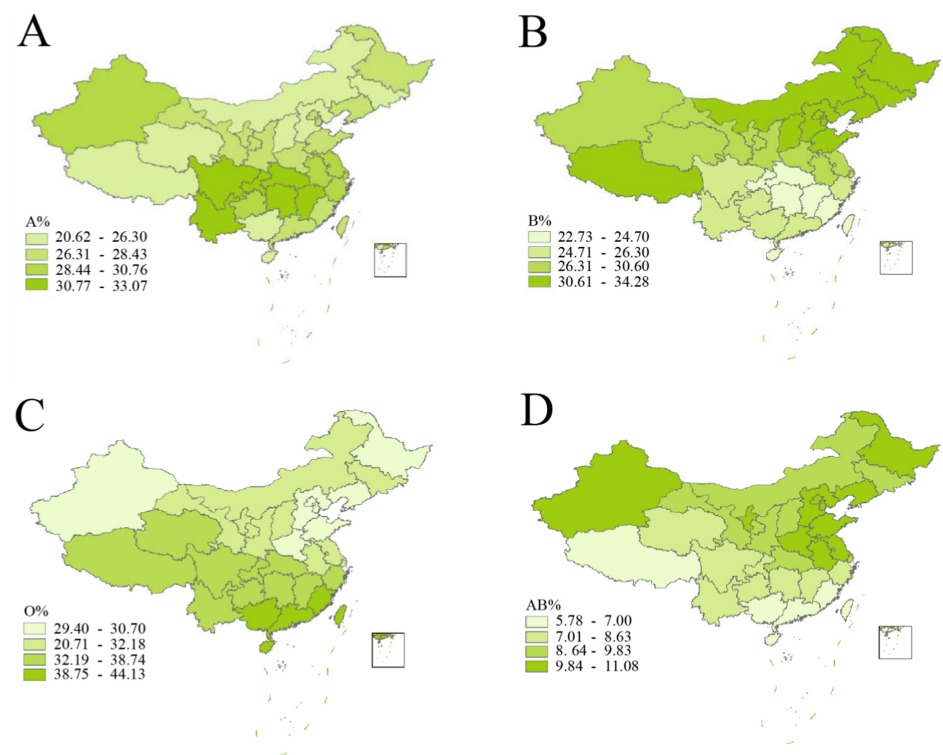 A
A%
20.62 - 26.30
26.31 - 28.43
28.44 - 30.76
30.77 - 33.07
B
B%
22.73 - 24.70
24.71 - 26.30
26.31 - 30.60
30.61 - 34.28
C
O%
29.40 - 30.70
20.71 - 32.18
32.19 - 38.74
38.75 - 44.13
D
AB%
5.78 - 7.00
7.01 - 8.63
8. 64 - 9.83
9.84 - 11.08